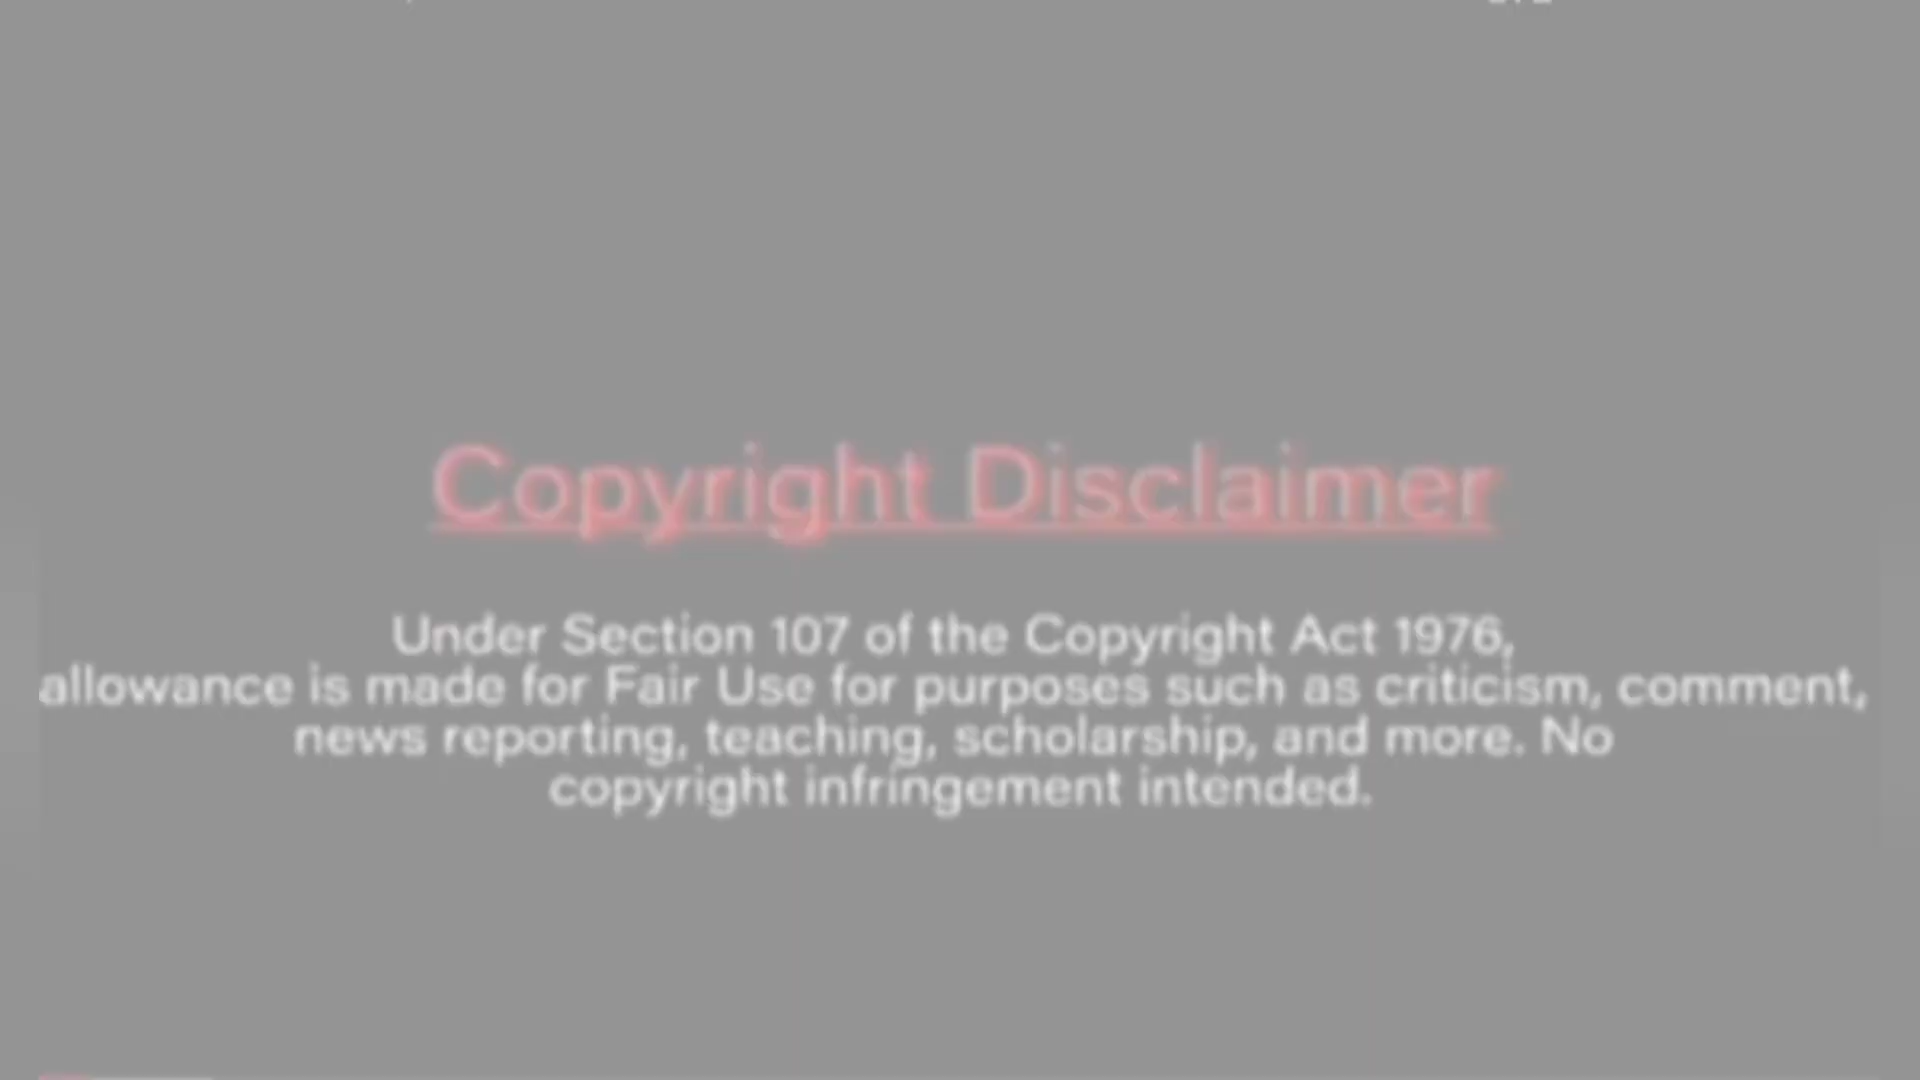 Copyright Disclaimer
Under Section 107 of the Copyright Act 1976,
allowance is made for Fair Use for purposes such as criticism, comment,
news reporting, teaching, scholarship, and more. No
copyright infringement intended.